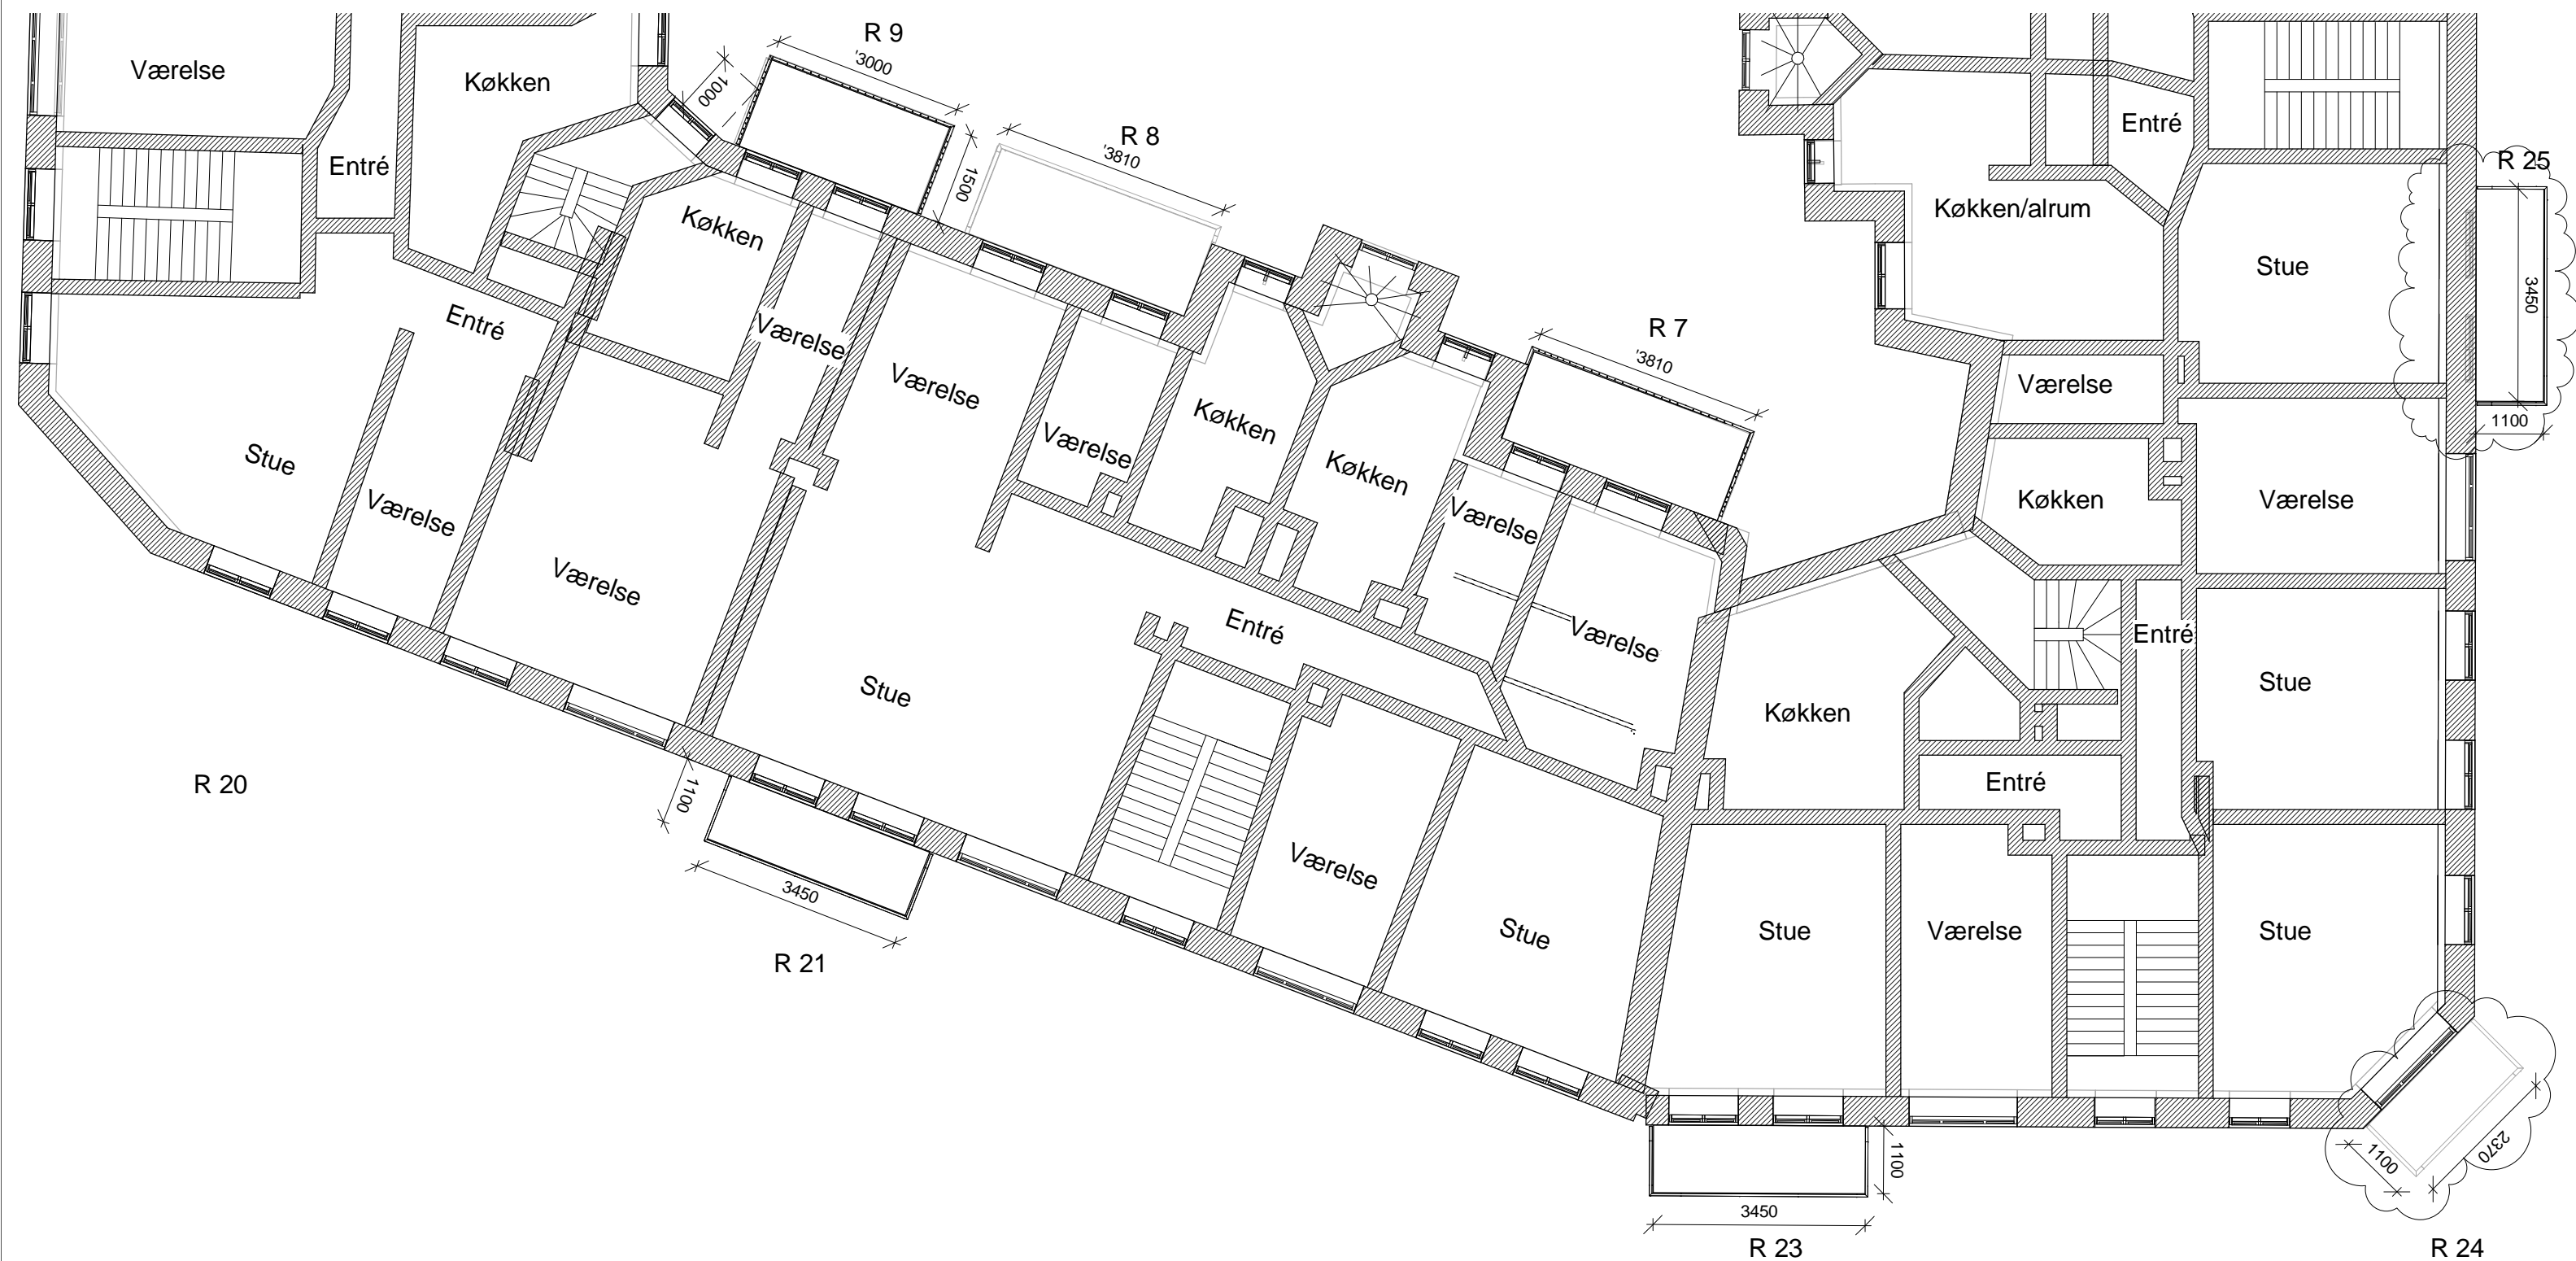 R 9
'3000
1000
1500
R 8
'3810
Værelse
Køkken
Entré
Entré
R 25
Køkken/alrum
Køkken
Stue
3450
1100
Entré
Værelse
R 7
'3810
Værelse
Værelse
Køkken
Værelse
Køkken
Stue
Værelse
Værelse
Køkken
Værelse
Værelse
Entré
Værelse
Entré
Stue
Stue
Køkken
R 20
1100
Entré
3450
Værelse
Stue
Stue
Værelse
Stue
R 21
1100
3450
R 23
1100
2370
R 24